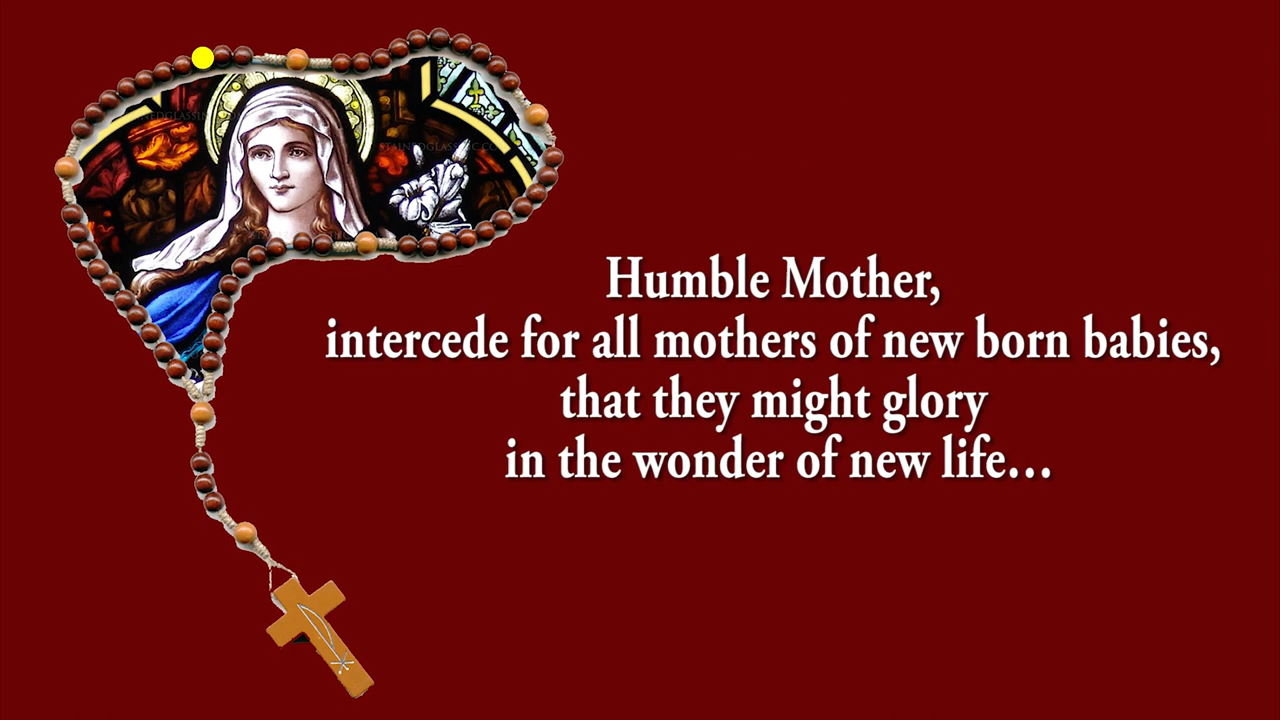 Humble Mother,
intercede for all mothers of new born babies,
that they might glory
in the wonder of new life...